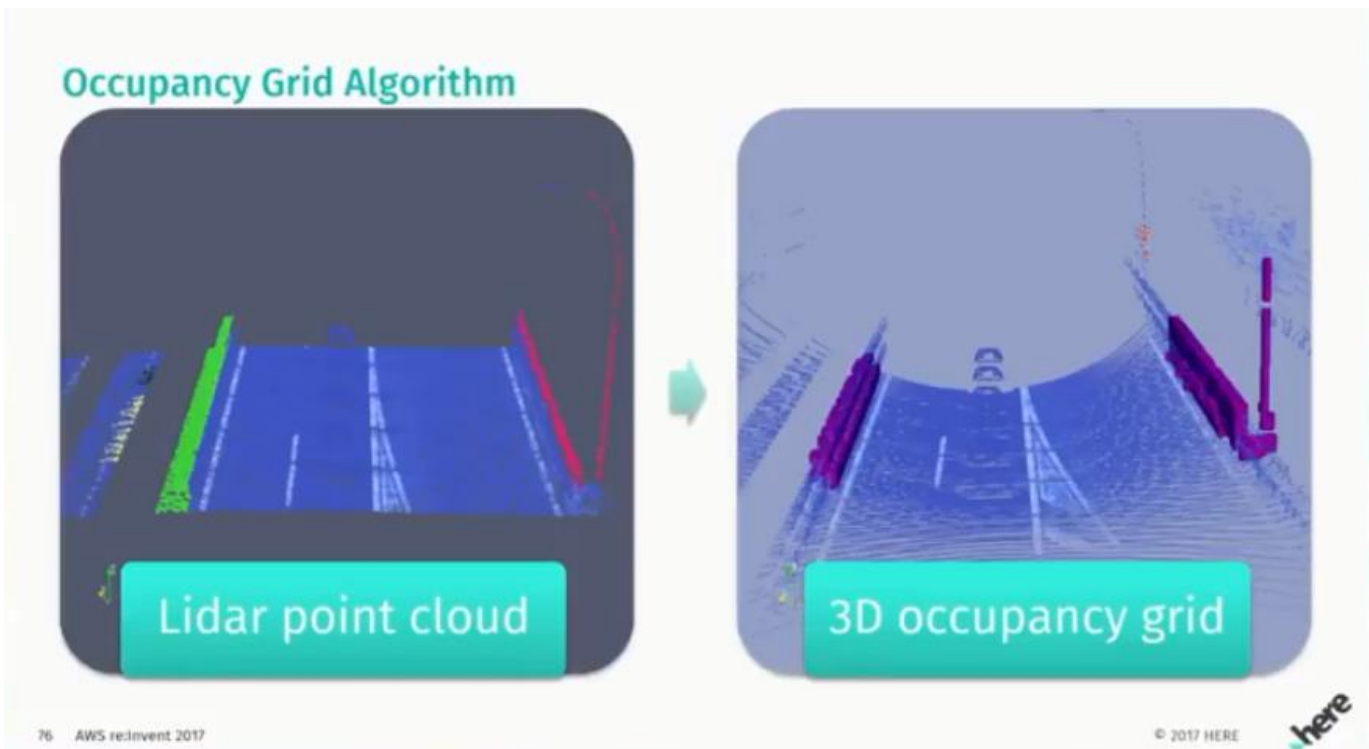 Occupancy Grid Algorithm
Lidar point cloud
3D occupancy grid
76 AWS re:Invent 2017
© 2017 HERE
here